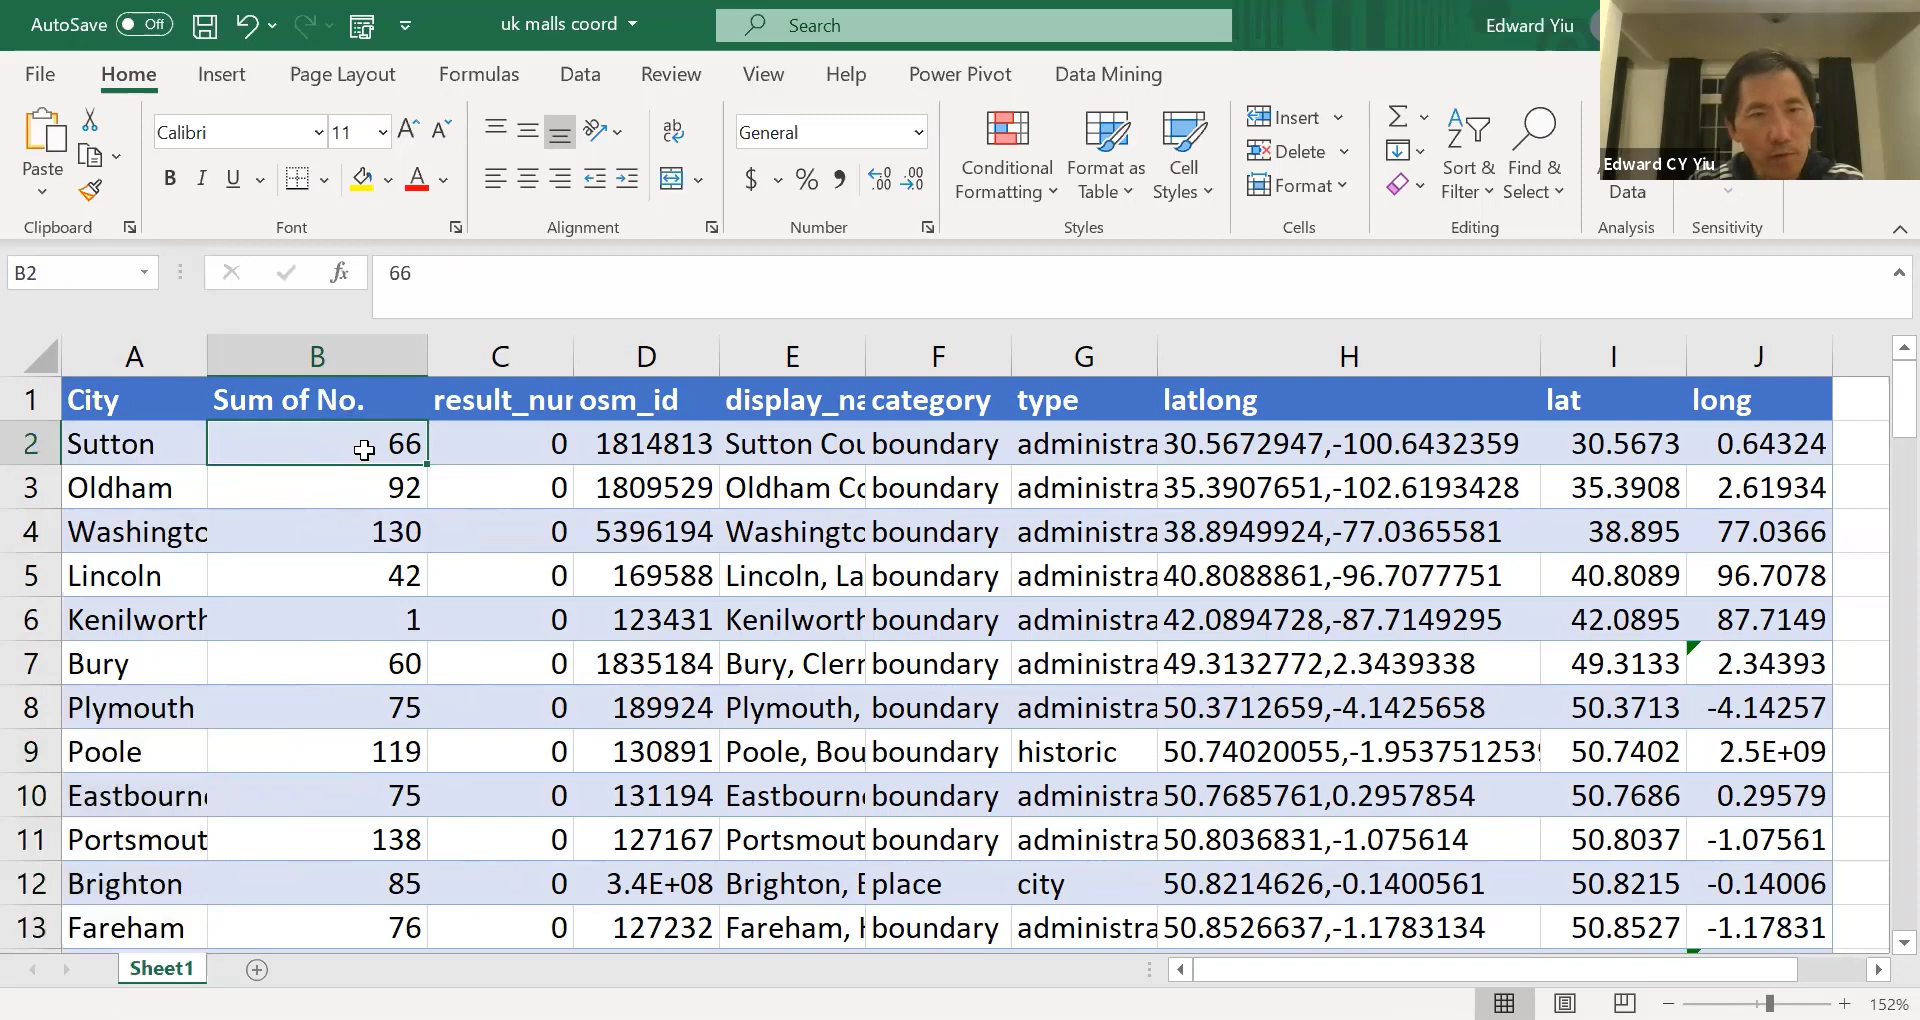 AutoSave Off uk malls coord Search Edward Yiu
File Home Insert Page Layout Formulas Data Review View Help Power Pivot Data Mining
Edward CY Yiu
Paste
Calibri 11
B I U
ab
General
$ %
Conditional Formatting
Format as Table
Cell Styles
Insert
Delete
Format
Sort & Filter
Find & Select
Data
Clipboard Font Alignment Number Styles Cells Editing Analysis Sensitivity
B2 fx 66
A B C D E F G H I J
1 City Sum of No. result_nur osm_id display_na category type latlong lat long
2 Sutton 66 0 1814813 Sutton Cou boundary administra 30.5672947,-100.6432359 30.5673 0.64324
3 Oldham 92 0 1809529 Oldham Co boundary administra 35.3907651,-102.6193428 35.3908 2.61934
4 Washingto 130 0 5396194 Washingto boundary administra 38.8949924,-77.0365581 38.895 77.0366
5 Lincoln 42 0 169588 Lincoln, La boundary administra 40.8088861,-96.7077751 40.8089 96.7078
6 Kenilworth 1 0 123431 Kenilworth boundary administra 42.0894728,-87.7149295 42.0895 87.7149
7 Bury 60 0 1835184 Bury, Clerr boundary administra 49.3132772,2.3439338 49.3133 2.34393
8 Plymouth 75 0 189924 Plymouth, boundary administra 50.3712659,-4.1425658 50.3713 -4.14257
9 Poole 119 0 130891 Poole, Bou boundary historic 50.74020055,-1.9537512539 50.7402 2.5E+09
10 Eastbourne 75 0 131194 Eastbourne boundary administra 50.7685761,0.2957854 50.7686 0.29579
11 Portsmout 138 0 127167 Portsmout boundary administra 50.8036831,-1.075614 50.8037 -1.07561
12 Brighton 85 0 3.4E+08 Brighton, E place city 50.8214626,-0.1400561 50.8215 -0.14006
13 Fareham 76 0 127232 Fareham, H boundary administra 50.8526637,-1.1783134 50.8527 -1.17831
Sheet1
152%